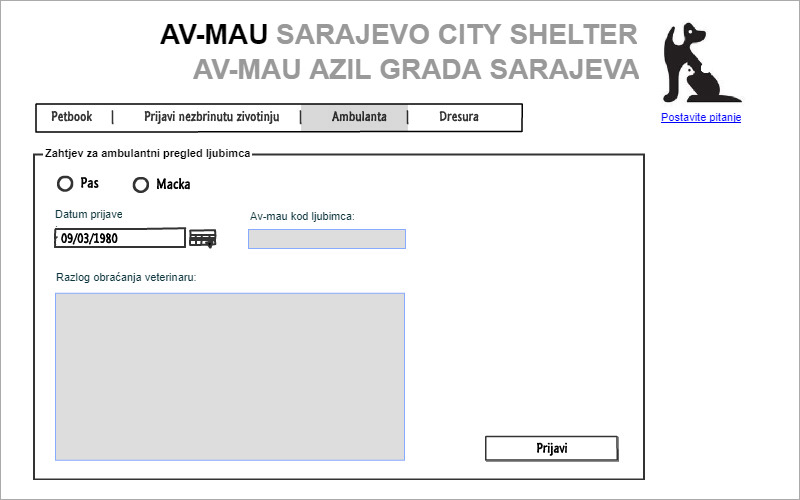 AV-MAU SARAJEVO CITY SHELTER
AV-MAU AZIL GRADA SARAJEVA
Postavite pitanje
Petbook | Prijavi nezbrinutu zivotinju | Ambulanta | Dresura
Zahtjev za ambulantni pregled ljubimca
Pas Macka
Datum prijave Av-mau kod ljubimca:
09/03/1980
Razlog obraćanja veterinaru:
Prijavi